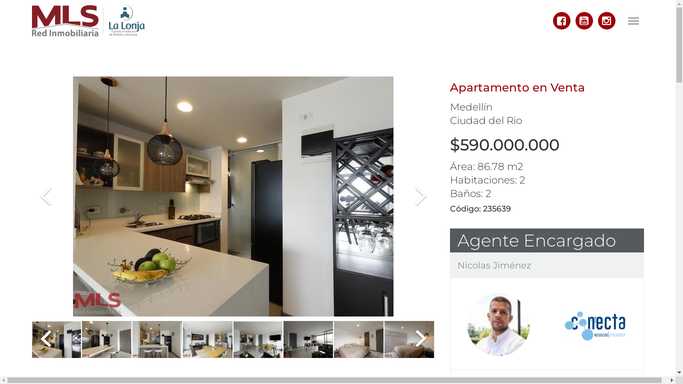 MLS
Red Inmobiliaria
La Lonja
Apartamento en Venta
Medellín
Ciudad del Rio
$590.000.000
Área: 86.78 m2
Habitaciones: 2
Baños: 2
Código: 235639
MLS
Agente Encargado
Nicolas Jiménez
conecta